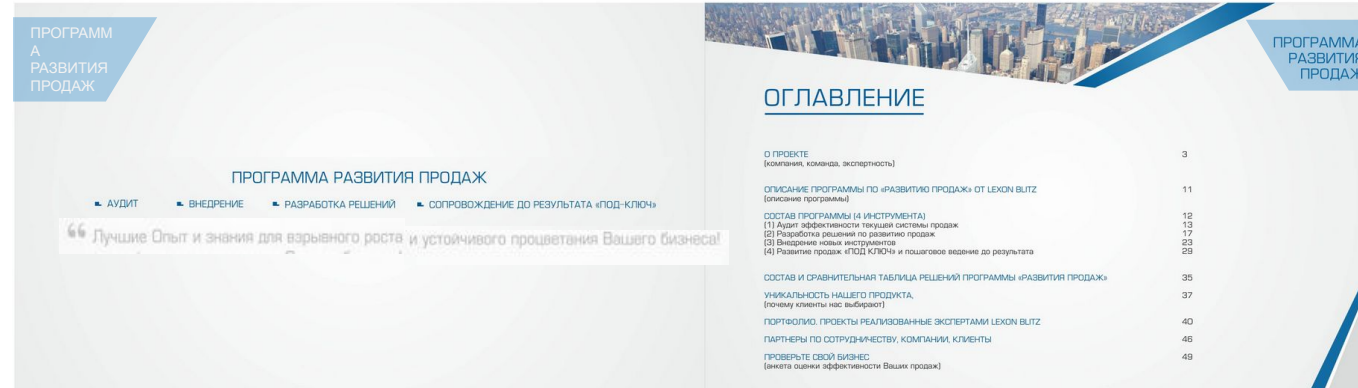 ПРОГРАММ
А
РАЗВИТИЯ
ПРОДАЖ
ПРОГРАММА РАЗВИТИЯ ПРОДАЖ
АУДИТ ВНЕДРЕНИЕ РАЗРАБОТКА РЕШЕНИЙ СОПРОВОЖДЕНИЕ ДО РЕЗУЛЬТАТА «ПОД-КЛЮЧ»
“ Лучшие Опыт и знания для взрывного роста и устойчивого процветания Вашего бизнеса!
ПРОГРАММА
РАЗВИТИЯ
ПРОДАЖ
ОГЛАВЛЕНИЕ
О ПРОЕКТЕ 3
(компания, команда, экспертность)
ОПИСАНИЕ ПРОГРАММЫ ПО «РАЗВИТИЮ ПРОДАЖ» ОТ LEXON BLITZ 11
(описание программы)
СОСТАВ ПРОГРАММЫ (4 ИНСТРУМЕНТА) 12
(1) Аудит эффективности текущей системы продаж 13
(2) Разработка решений по развитию продаж 17
(3) Внедрение новых инструментов 23
(4) Развитие продаж «ПОД КЛЮЧ» и пошаговое ведение до результата 29
СОСТАВ И СРАВНИТЕЛЬНАЯ ТАБЛИЦА РЕШЕНИЙ ПРОГРАММЫ «РАЗВИТИЯ ПРОДАЖ» 35
УНИКАЛЬНОСТЬ НАШЕГО ПРОДУКТА, 37
(почему клиенты нас выбирают)
ПОРТФОЛИО. ПРОЕКТЫ РЕАЛИЗОВАННЫЕ ЭКСПЕРТАМИ LEXON BLITZ 40
ПАРТНЕРЫ ПО СОТРУДНИЧЕСТВУ, КОМПАНИИ, КЛИЕНТЫ 46
ПРОВЕРЬТЕ СВОЙ БИЗНЕС 49
(анкета оценки эффективности Ваших продаж)